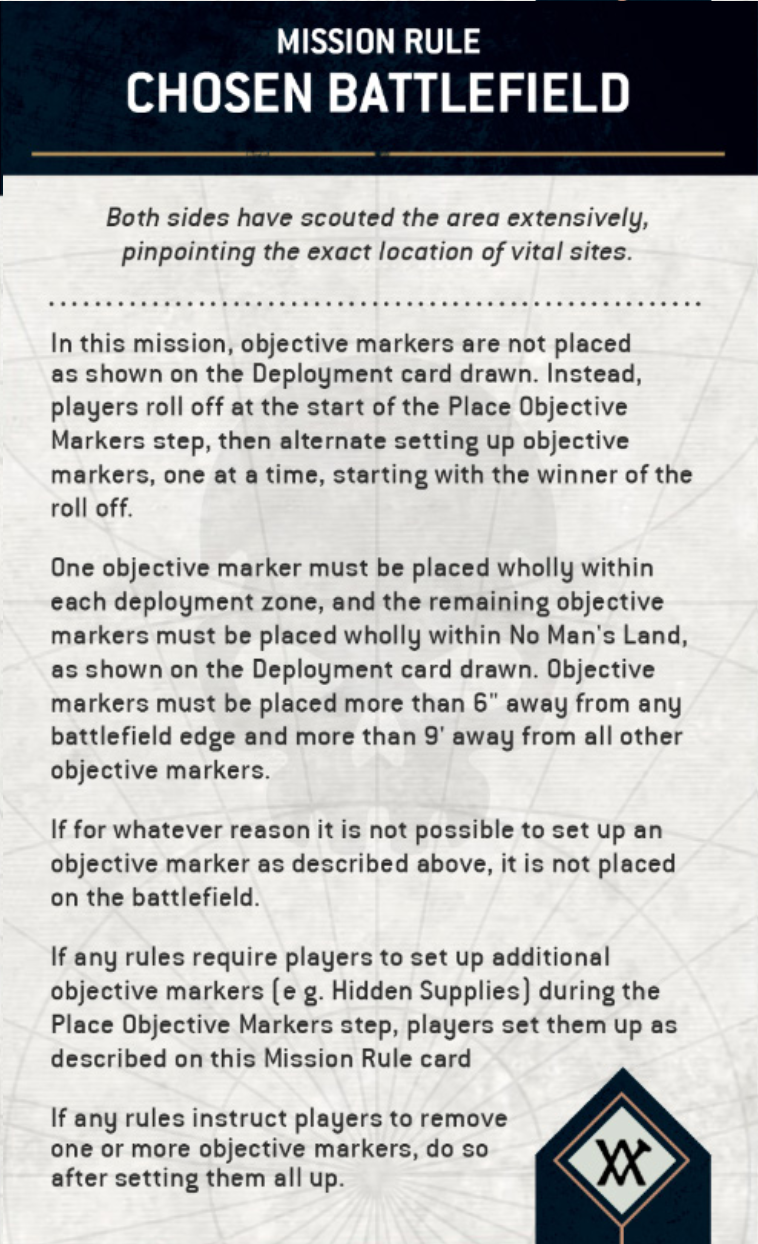 MISSION RULE
CHOSEN BATTLEFIELD
Both sides have scouted the area extensively,
pinpointing the exact location of vital sites.
In this mission, objective markers are not placed
as shown on the Deployment card drawn. Instead,
players roll off at the start of the Place Objective
Markers step, then alternate setting up objective
markers, one at a time, starting with the winner of the
roll off.
One objective marker must be placed wholly within
each deployment zone, and the remaining objective
markers must be placed wholly within No Man's Land,
as shown on the Deployment card drawn. Objective
markers must be placed more than 6" away from any
battlefield edge and more than 9' away from all other
objective markers.
If for whatever reason it is not possible to set up an
objective marker as described above, it is not placed
on the battlefield.
If any rules require players to set up additional
objective markers (e g. Hidden Supplies) during the
Place Objective Markers step, players set them up as
described on this Mission Rule card
If any rules instruct players to remove
one or more objective markers, do so
after setting them all up.